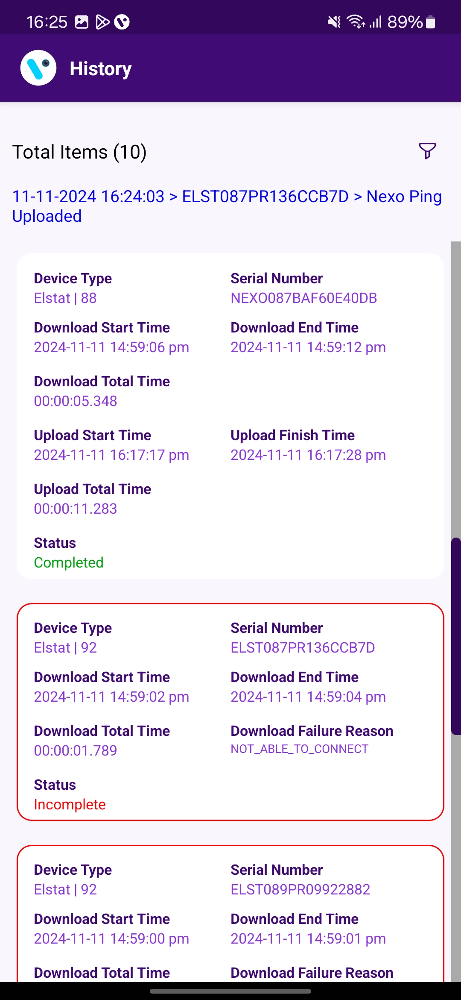 16:25 89%
History
Total Items (10)
11-11-2024 16:24:03 > ELST087PR136CCB7D > Nexo Ping
Uploaded
Device Type Serial Number
Elstat | 88 NEXO087BAF60E40DB
Download Start Time Download End Time
2024-11-11 14:59:06 pm 2024-11-11 14:59:12 pm
Download Total Time
00:00:05.348
Upload Start Time Upload Finish Time
2024-11-11 16:17:17 pm 2024-11-11 16:17:28 pm
Upload Total Time
00:00:11.283
Status
Completed
Device Type Serial Number
Elstat | 92 ELST087PR136CCB7D
Download Start Time Download End Time
2024-11-11 14:59:02 pm 2024-11-11 14:59:04 pm
Download Total Time Download Failure Reason
00:00:01.789 NOT_ABLE_TO_CONNECT
Status
Incomplete
Device Type Serial Number
Elstat | 92 ELST089PR09922882
Download Start Time Download End Time
2024-11-11 14:59:00 pm 2024-11-11 14:59:01 pm
Download Total Time Download Failure Reason